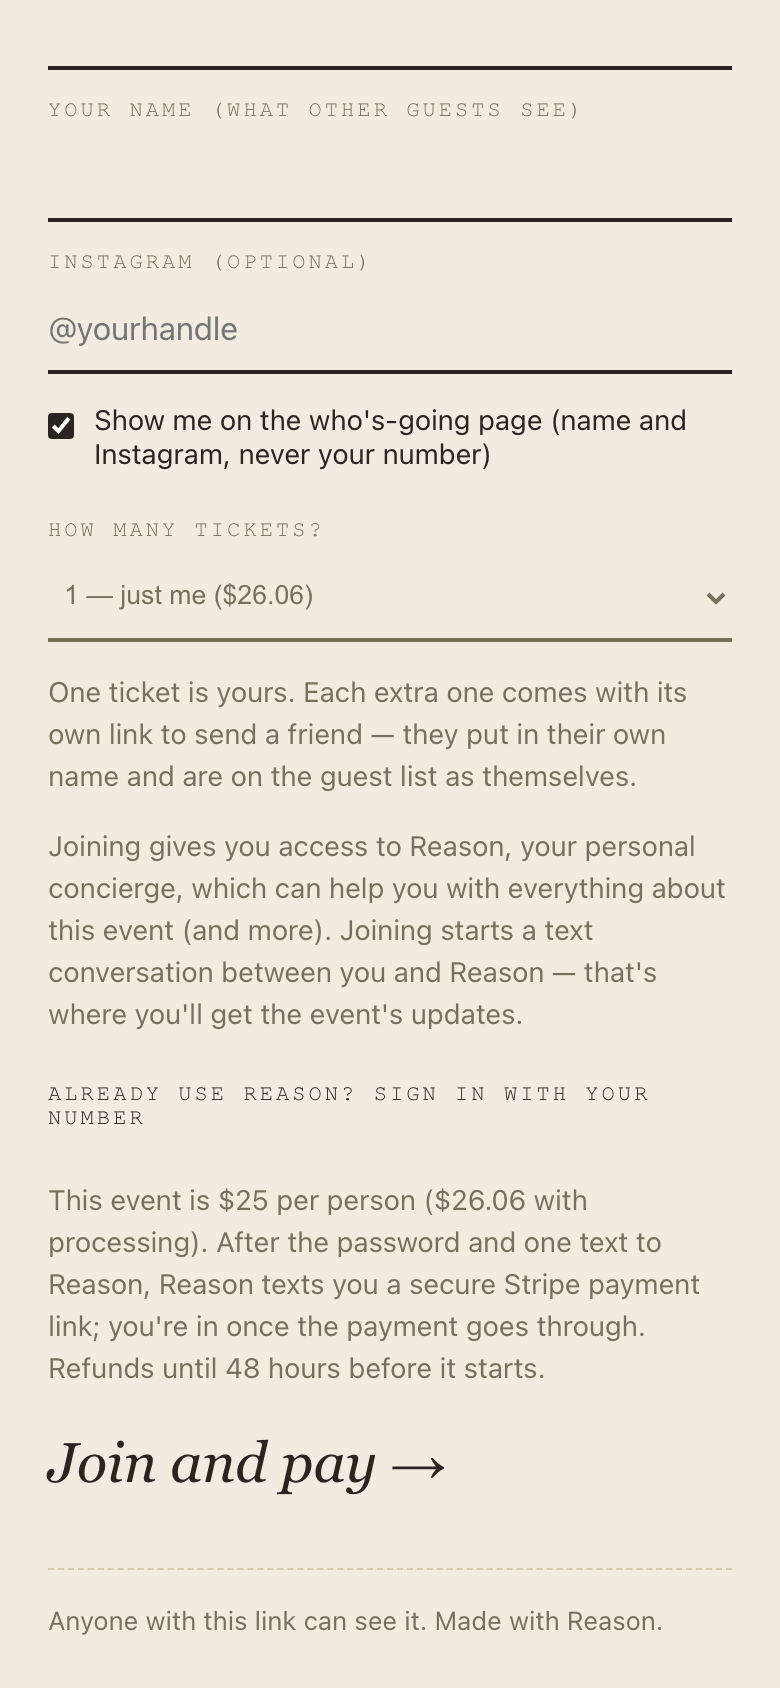 YOUR NAME (WHAT OTHER GUESTS SEE)
INSTAGRAM (OPTIONAL)
@yourhandle
Show me on the who's-going page (name and
Instagram, never your number)
HOW MANY TICKETS?
1 — just me ($26.06)
One ticket is yours. Each extra one comes with its
own link to send a friend — they put in their own
name and are on the guest list as themselves.
Joining gives you access to Reason, your personal
concierge, which can help you with everything about
this event (and more). Joining starts a text
conversation between you and Reason — that's
where you'll get the event's updates.
ALREADY USE REASON? SIGN IN WITH YOUR
NUMBER
This event is $25 per person ($26.06 with
processing). After the password and one text to
Reason, Reason texts you a secure Stripe payment
link; you're in once the payment goes through.
Refunds until 48 hours before it starts.
Join and pay →
Anyone with this link can see it. Made with Reason.